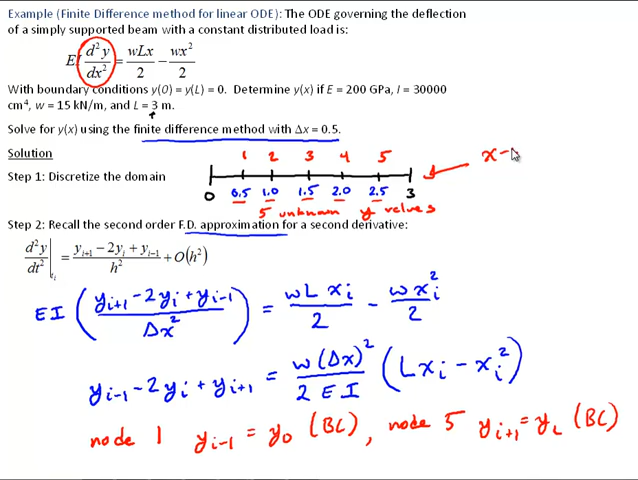 Example (Finite Difference method for linear ODE): The ODE governing the deflection
of a simply supported beam with a constant distributed load is:
EI d²y/dx² = wLx/2 − wx²/2
With boundary conditions y(0) = y(L) = 0. Determine y(x) if E = 200 GPa, I = 30000
cm⁴, w = 15 kN/m, and L = 3 m.
Solve for y(x) using the finite difference method with Δx = 0.5.
Solution
Step 1: Discretize the domain
1 2 3 4 5
x-
0 0.5 1.0 1.5 2.0 2.5 3
5 unknown y values
Step 2: Recall the second order F.D. approximation for a second derivative:
d²y/dt² |tᵢ = (yᵢ₊₁ − 2yᵢ + yᵢ₋₁)/h² + O(h²)
EI ((yᵢ₊₁ − 2yᵢ + yᵢ₋₁)/Δx²) = wL xᵢ/2 − wxᵢ²/2
yᵢ₋₁ − 2yᵢ + yᵢ₊₁ = w(Δx)²/2EI (Lxᵢ − xᵢ²)
node 1 yᵢ₋₁ = y₀ (BC), node 5 yᵢ₊₁ = y_L (BC)